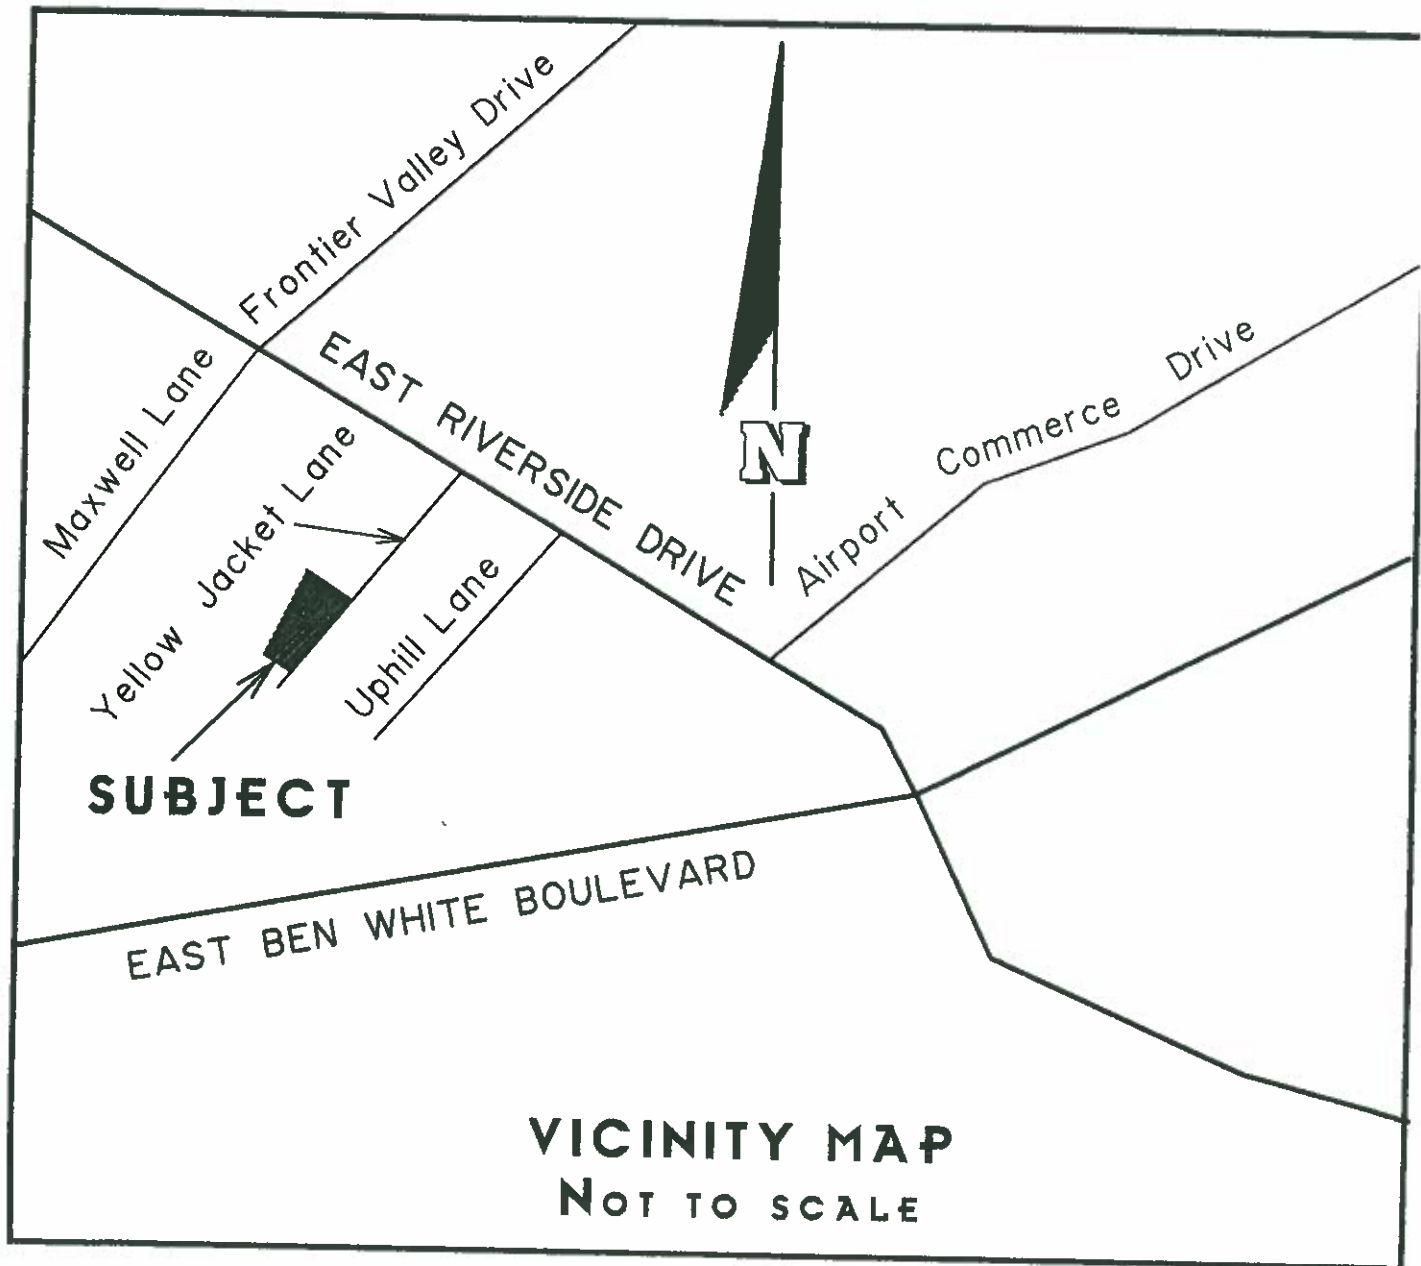 Frontier Valley Drive
Maxwell Lane
EAST RIVERSIDE DRIVE
Yellow Jacket Lane
Uphill Lane
N
Airport Commerce Drive
SUBJECT
EAST BEN WHITE BOULEVARD
VICINITY MAP
NOT TO SCALE